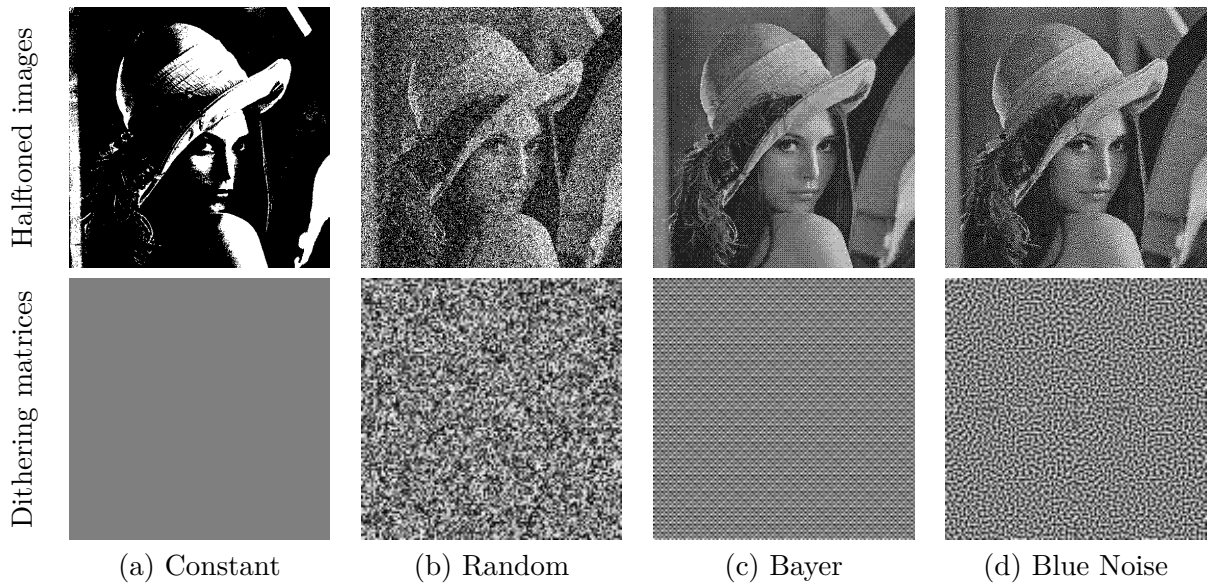 Halftoned images
Dithering matrices
(a) Constant
(b) Random
(c) Bayer
(d) Blue Noise